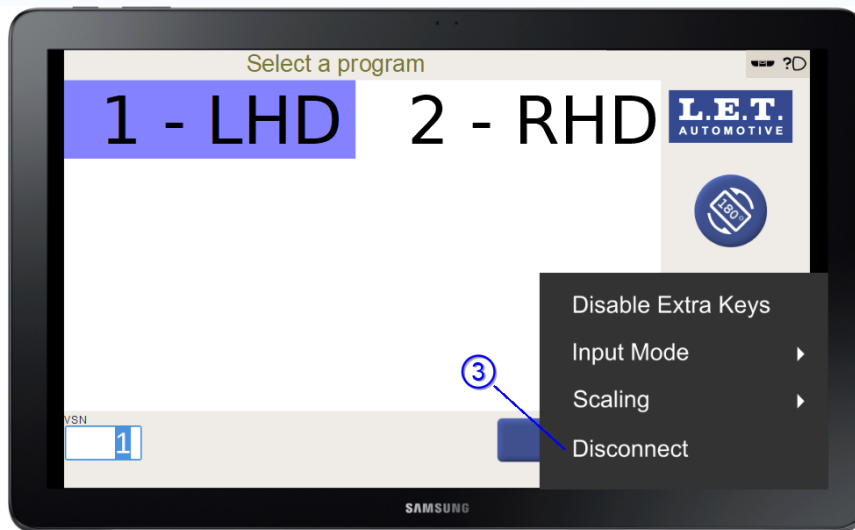 Select a program
?
1 - LHD 2 - RHD
L.E.T.
AUTOMOTIVE
180°
Disable Extra Keys
Input Mode
3
Scaling
VSN
1
Disconnect
SAMSUNG